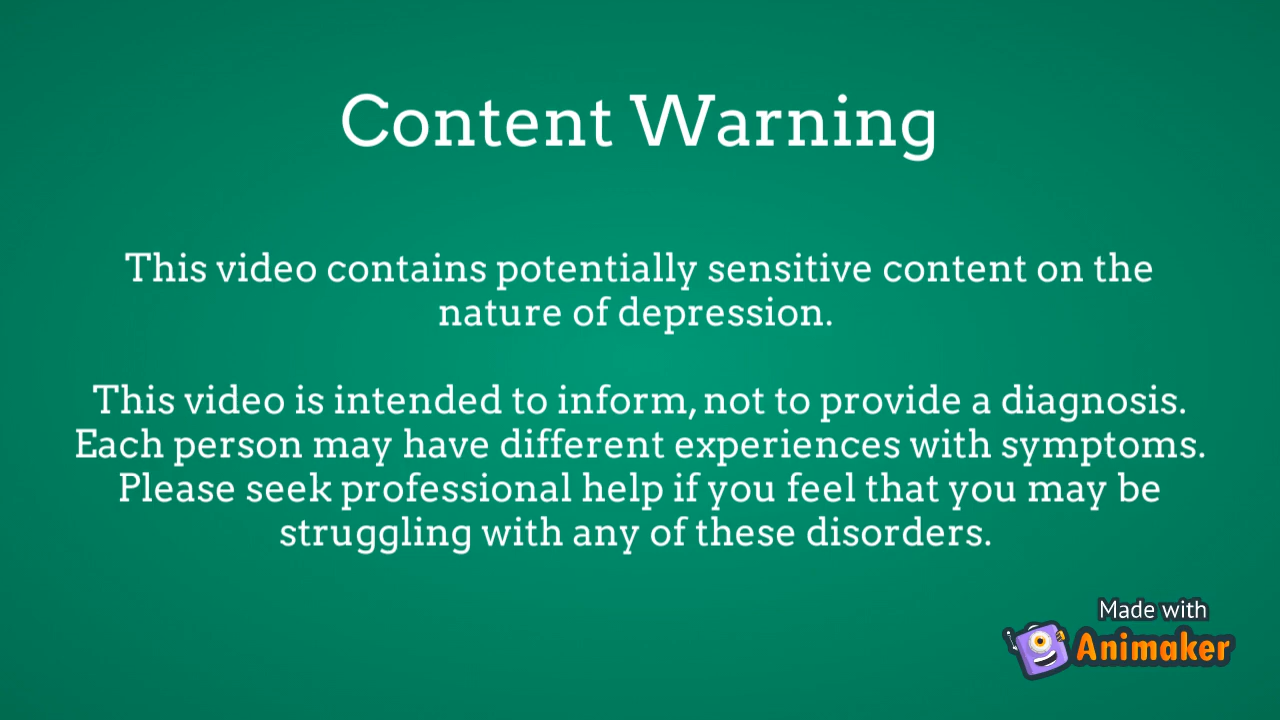 Content Warning
This video contains potentially sensitive content on the
nature of depression.
This video is intended to inform, not to provide a diagnosis.
Each person may have different experiences with symptoms.
Please seek professional help if you feel that you may be
struggling with any of these disorders.
Made with
Animaker